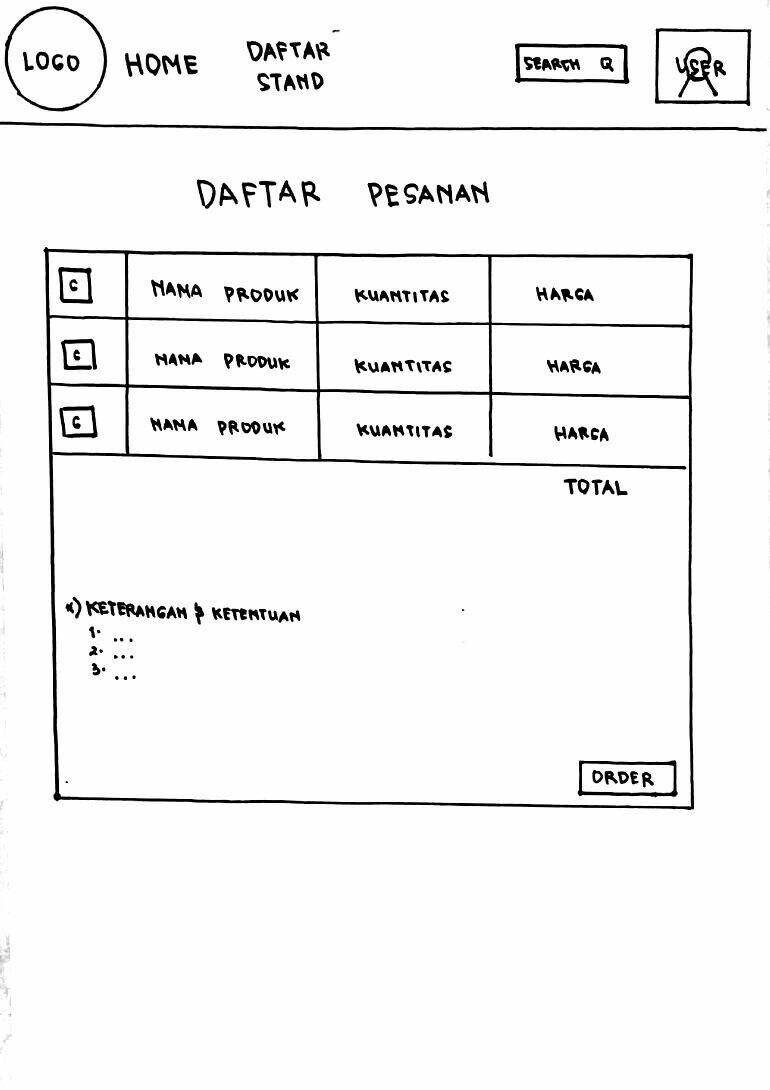 LOGO HOME DAFTAR STAND SEARCH USER
DAFTAR PESANAN
G NAMA PRODUK KUANTITAS HARGA
G NAMA PRODUK KUANTITAS HARGA
G NAMA PRODUK KUANTITAS HARGA
TOTAL
*) KETERANGAN & KETENTUAN
1. ...
2. ...
3. ...
ORDER